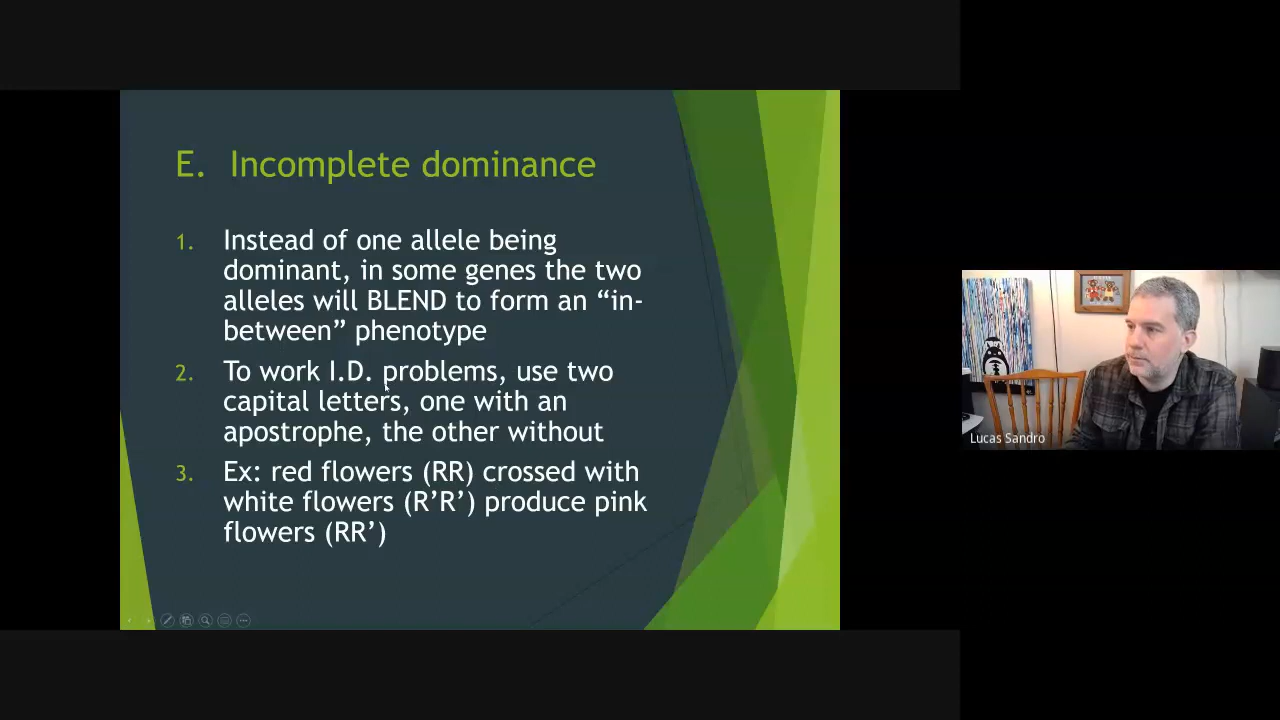 E. Incomplete dominance
1. Instead of one allele being
dominant, in some genes the two
alleles will BLEND to form an “in-
between” phenotype
2. To work I.D. problems, use two
capital letters, one with an
apostrophe, the other without
3. Ex: red flowers (RR) crossed with
white flowers (R’R’) produce pink
flowers (RR’)
Lucas Sandro